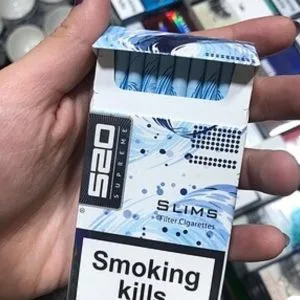 520
SUPREME
SLIMS
Filter Cigarettes
Smoking
kills